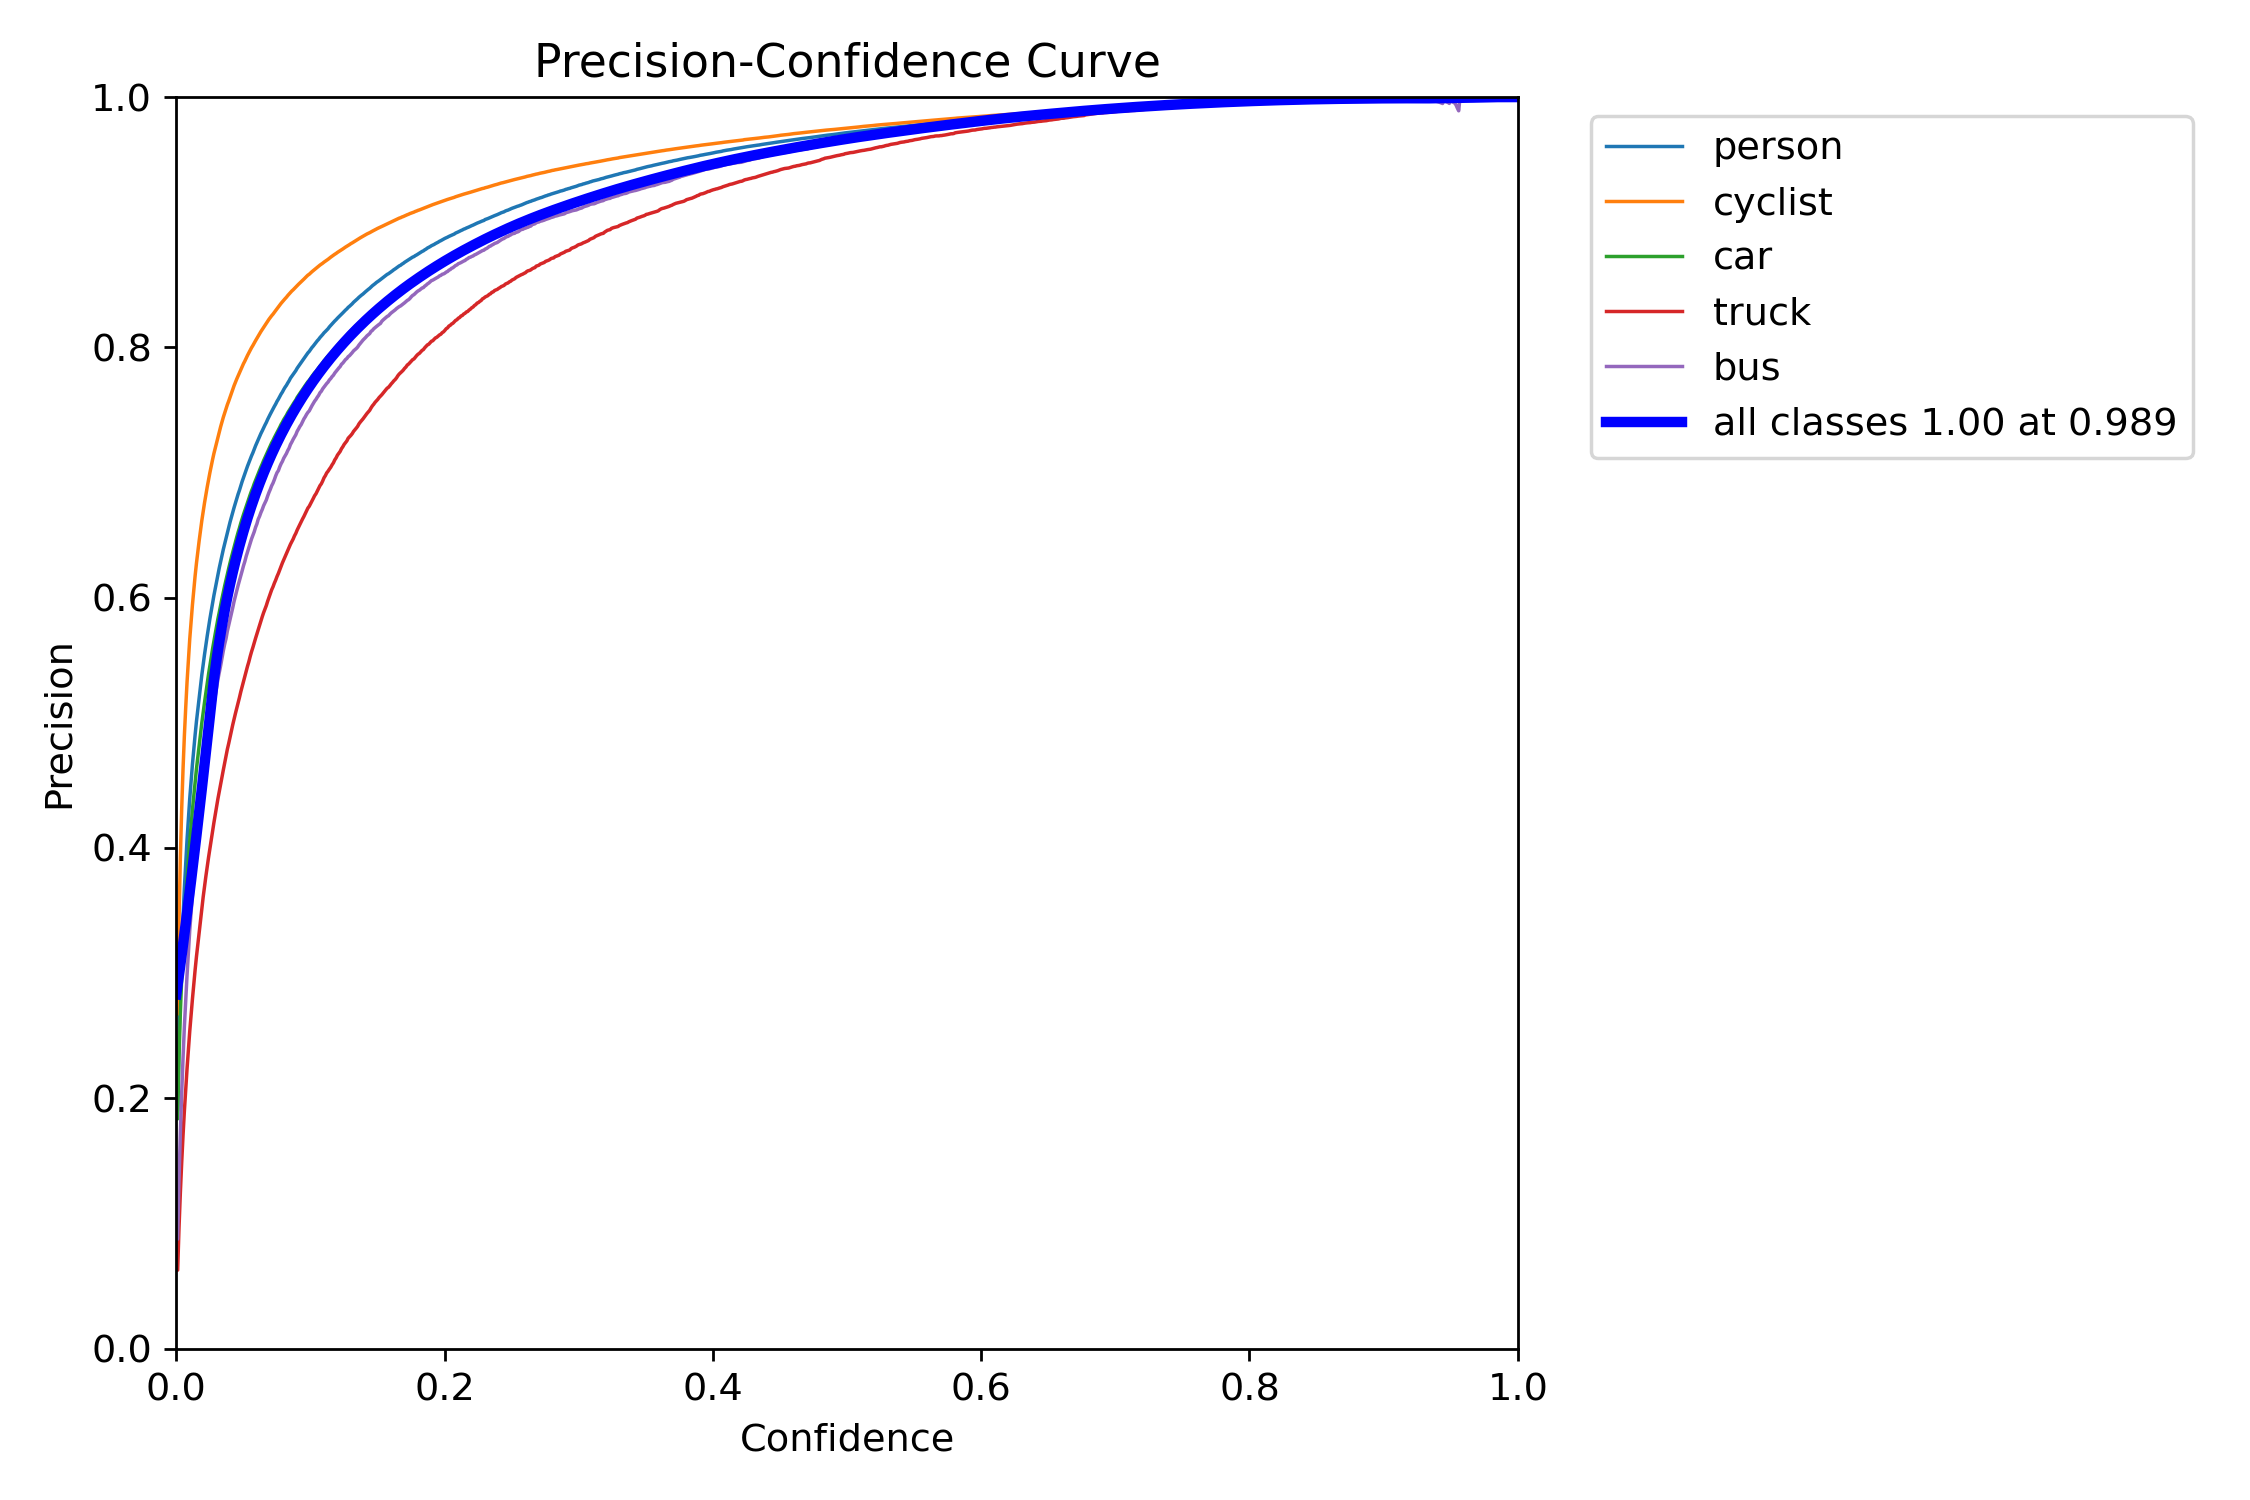 Precision-Confidence Curve
1.0
0.8
0.6
0.4
0.2
0.0
Precision
0.0 0.2 0.4 0.6 0.8 1.0
Confidence
person
cyclist
car
truck
bus
all classes 1.00 at 0.989